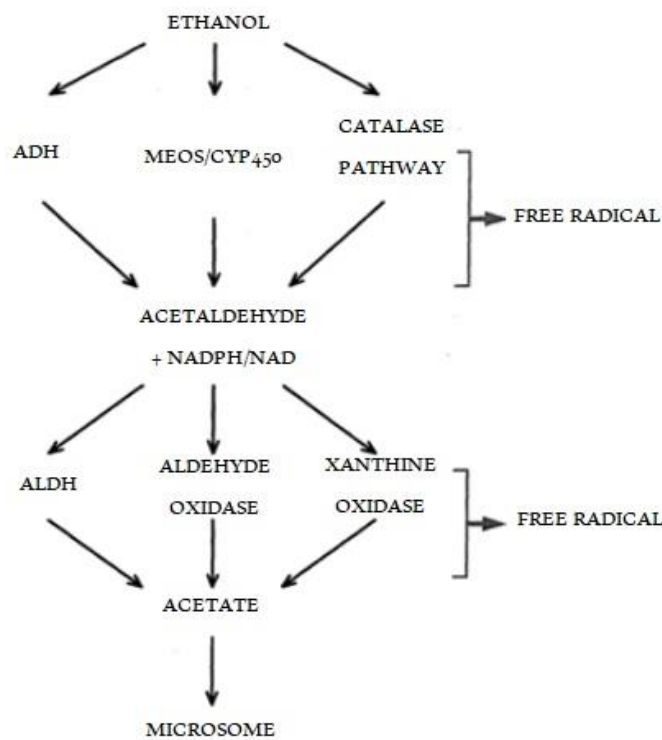 ETHANOL
ADH
MEOS/CYP450
CATALASE
PATHWAY
FREE RADICAL
ACETALDEHYDE
+ NADPH/NAD
ALDH
ALDEHYDE
OXIDASE
XANTHINE
OXIDASE
FREE RADICAL
ACETATE
MICROSOME